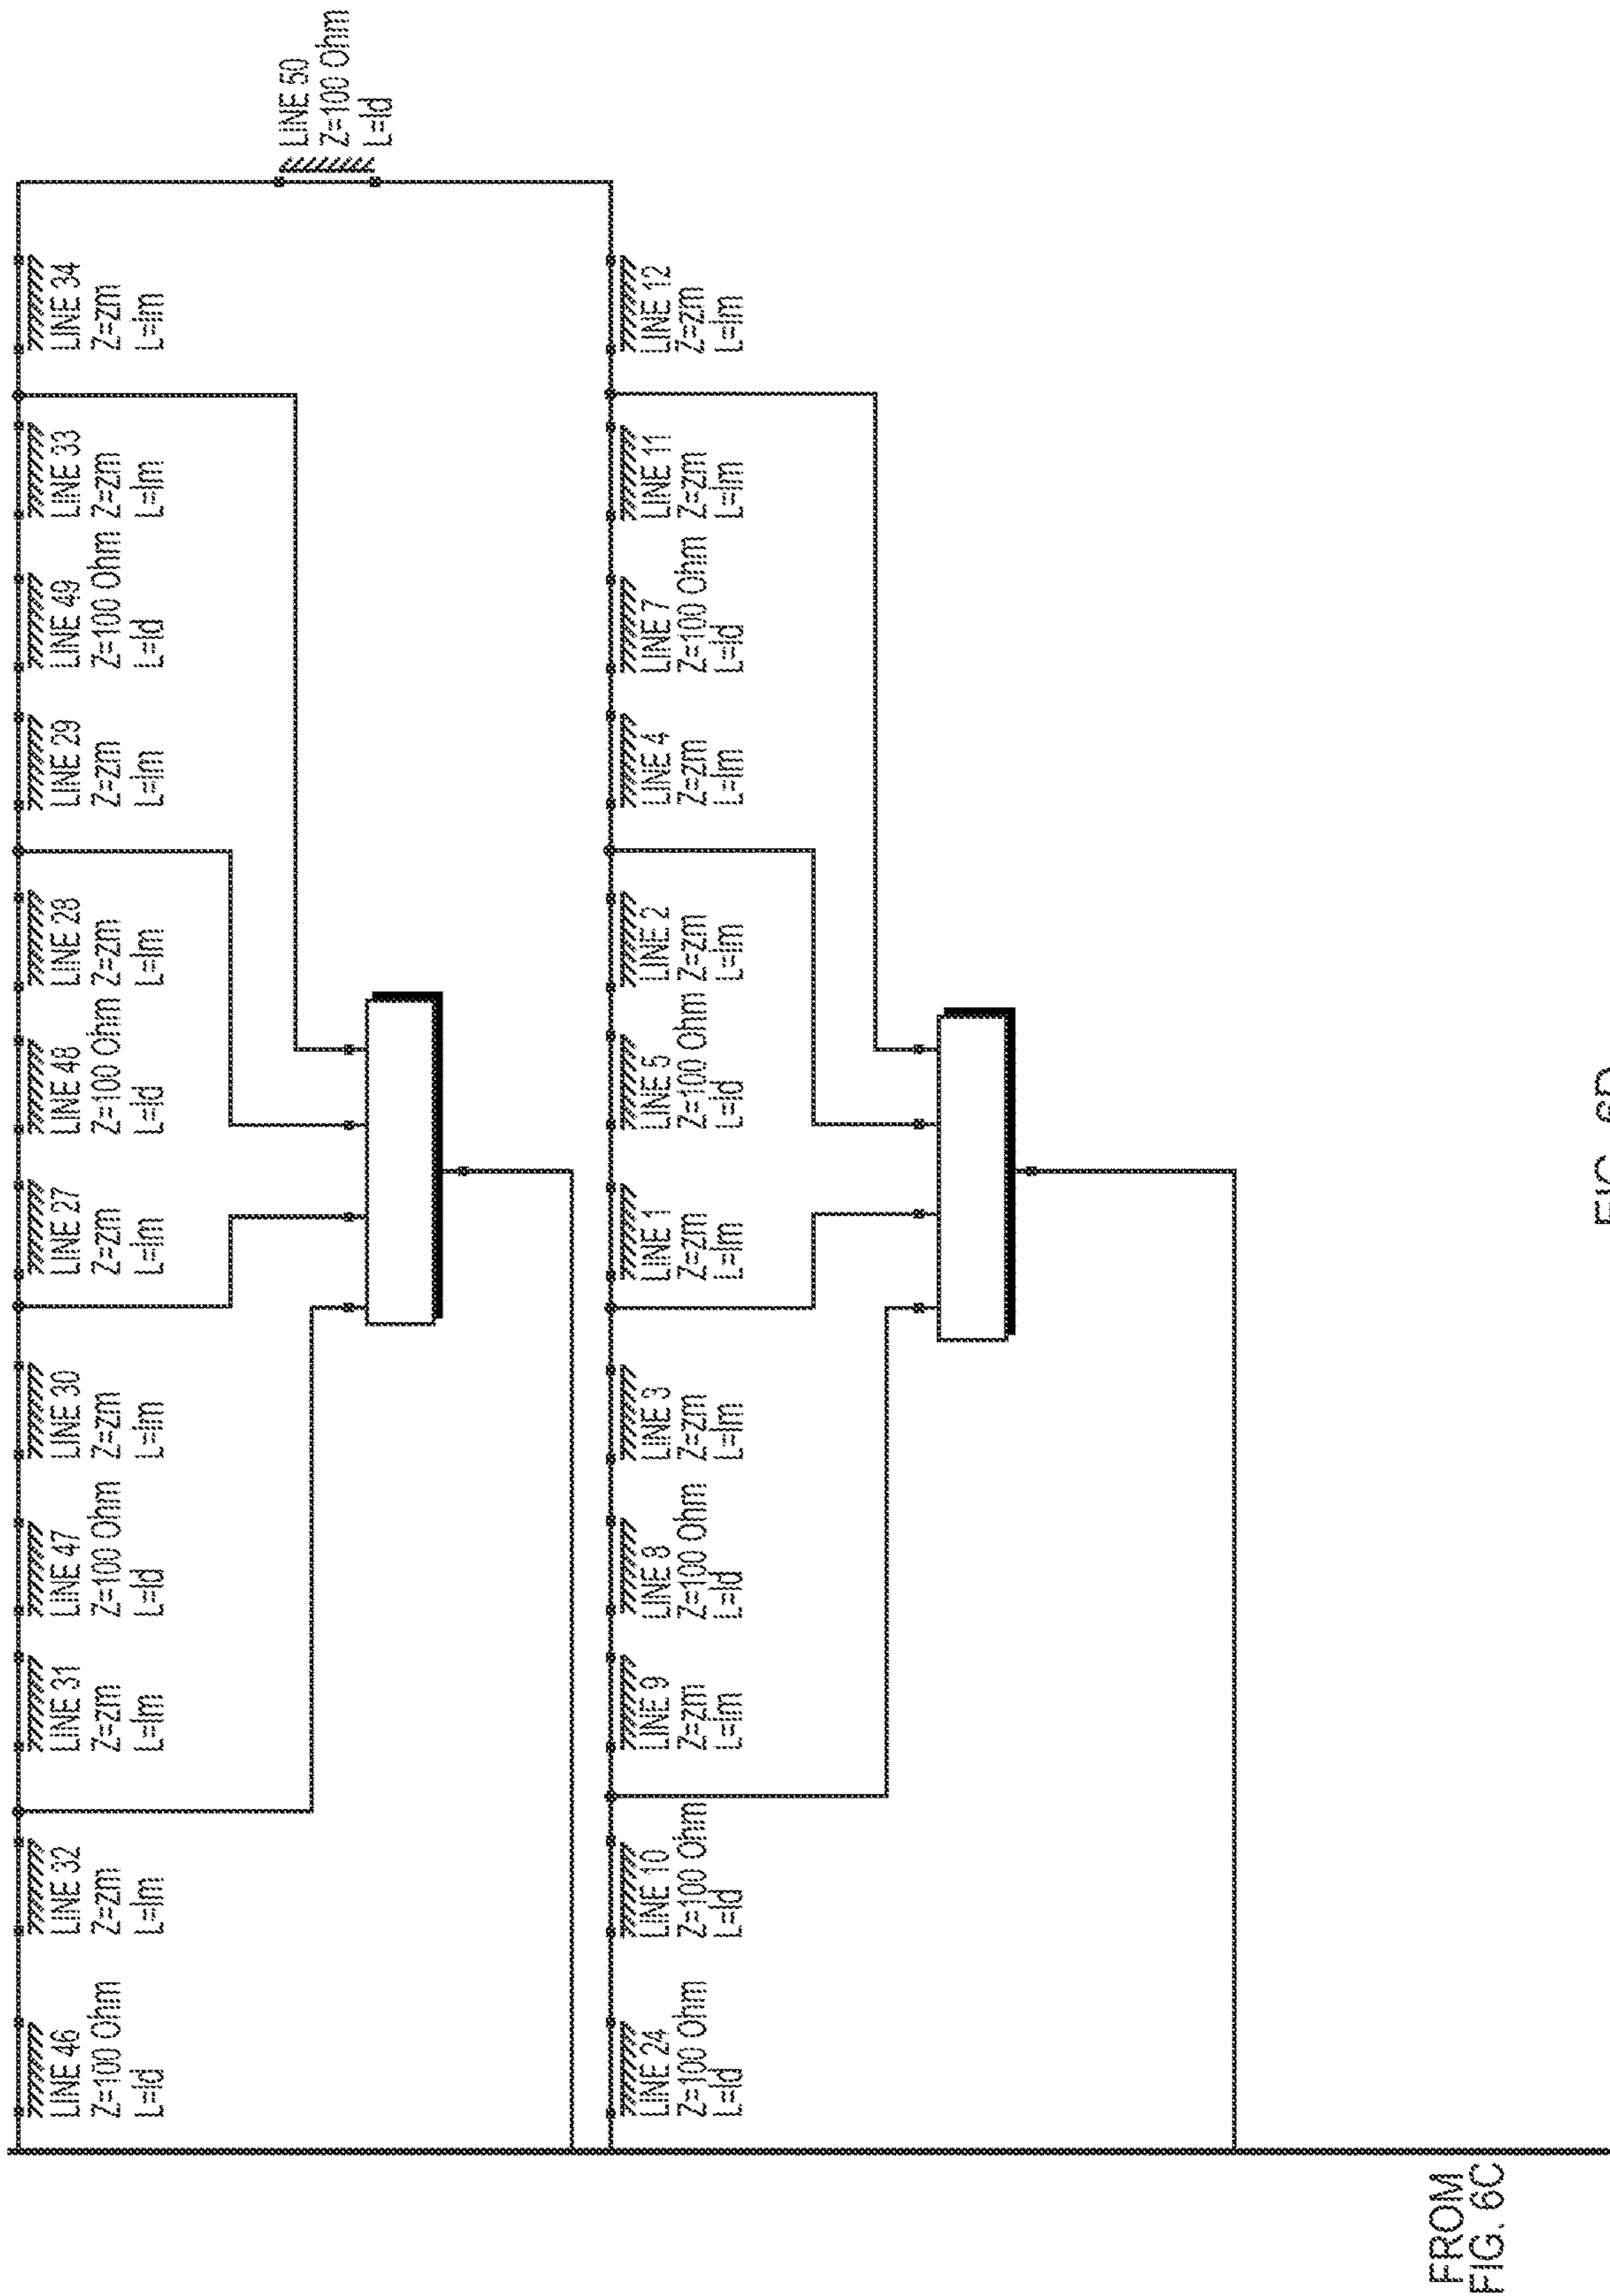 LINE 46
Z=100 Ohm
L=ld
LINE 32
Z=zm
L=lm
LINE 31
Z=zm
L=lm
LINE 47
Z=100 Ohm
L=ld
LINE 30
Z=zm
L=lm
LINE 27
Z=zm
L=lm
LINE 48
Z=100 Ohm
L=ld
LINE 28
Z=zm
L=lm
LINE 29
Z=zm
L=lm
LINE 49
Z=100 Ohm
L=ld
LINE 33
Z=zm
L=lm
LINE 34
Z=zm
L=lm
LINE 50
Z=100 Ohm
L=ld
LINE 24
Z=100 Ohm
L=ld
LINE 10
Z=100 Ohm
L=ld
LINE 9
Z=zm
L=lm
LINE 8
Z=100 Ohm
L=ld
LINE 3
Z=zm
L=lm
LINE 1
Z=zm
L=lm
LINE 5
Z=100 Ohm
L=ld
LINE 2
Z=zm
L=lm
LINE 4
Z=zm
L=lm
LINE 7
Z=100 Ohm
L=ld
LINE 11
Z=zm
L=lm
LINE 12
Z=zm
L=lm
FROM
FIG. 6C